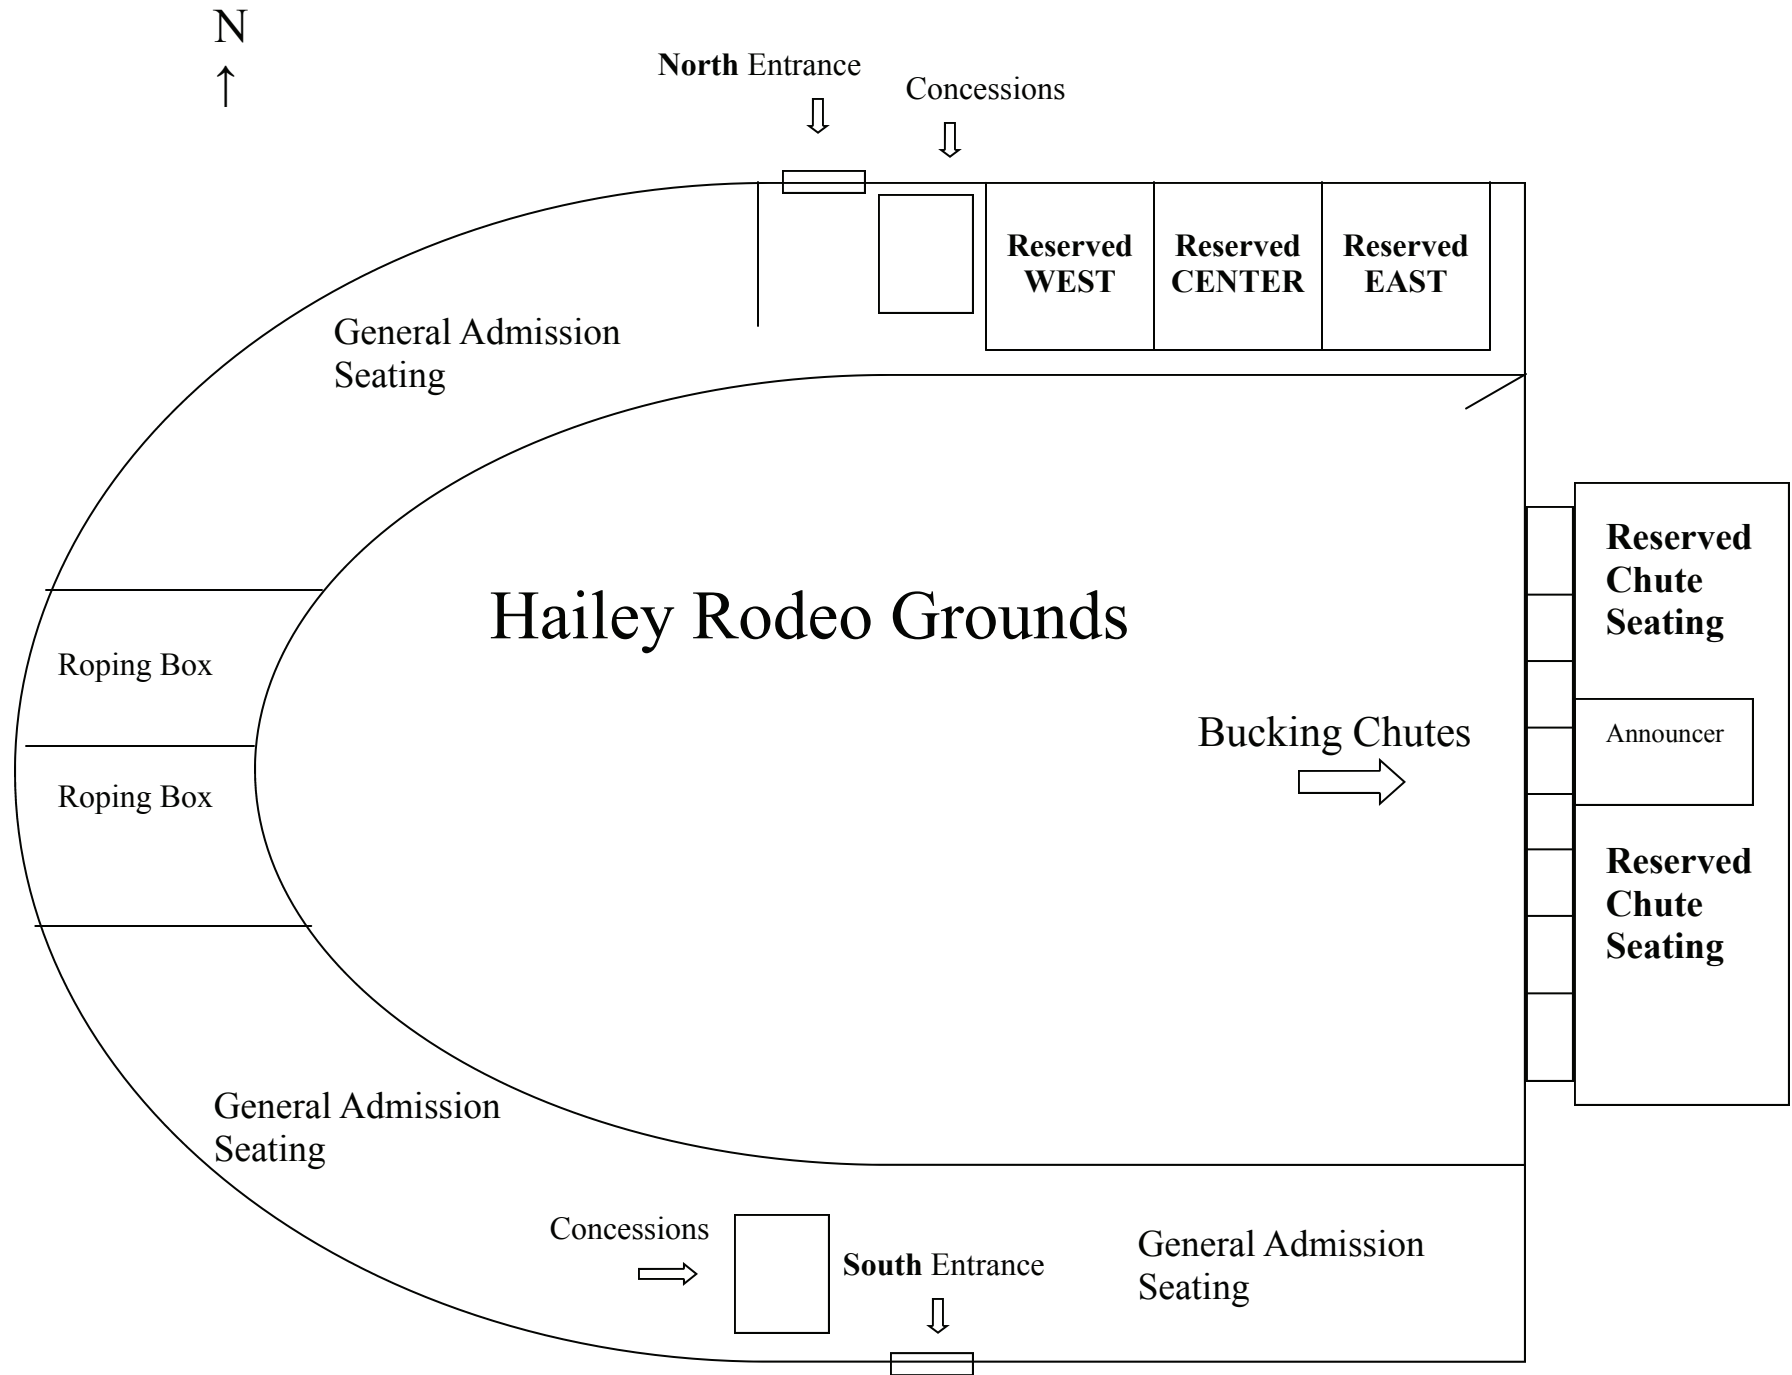 N
↑
North Entrance
Concessions
Reserved
WEST
Reserved
CENTER
Reserved
EAST
General Admission
Seating
Hailey Rodeo Grounds
Reserved
Chute
Seating
Roping Box
Bucking Chutes
Announcer
Roping Box
Reserved
Chute
Seating
General Admission
Seating
Concessions
South Entrance
General Admission
Seating